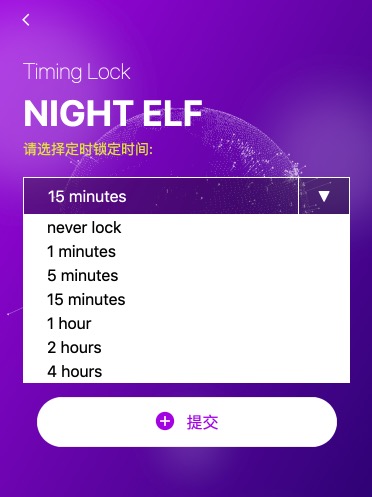 Timing Lock
NIGHT ELF
请选择定时锁定时间:
15 minutes
never lock
1 minutes
5 minutes
15 minutes
1 hour
2 hours
4 hours
提交